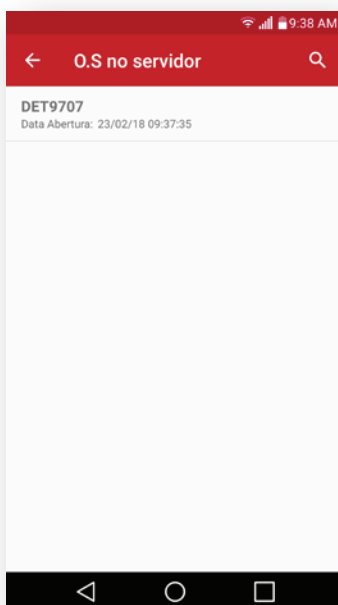 9:38 AM
O.S no servidor
DET9707
Data Abertura: 23/02/18 09:37:35